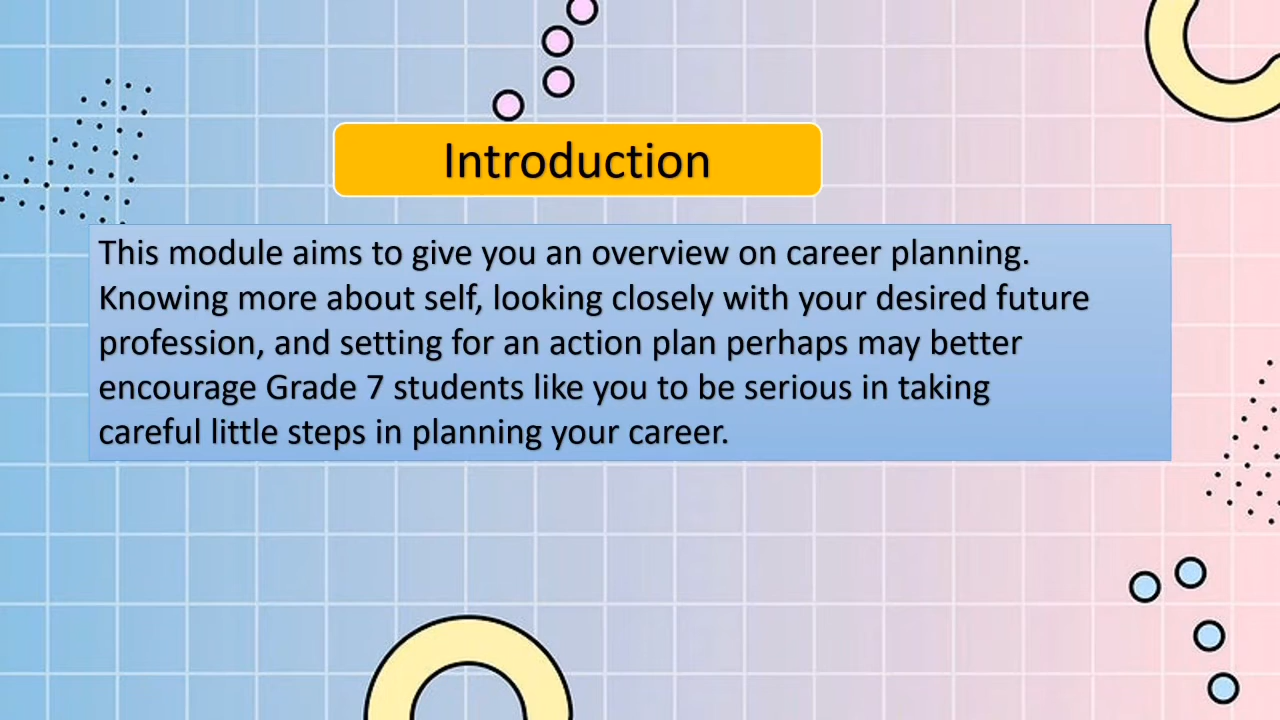 Introduction
This module aims to give you an overview on career planning.
Knowing more about self, looking closely with your desired future
profession, and setting for an action plan perhaps may better
encourage Grade 7 students like you to be serious in taking
careful little steps in planning your career.